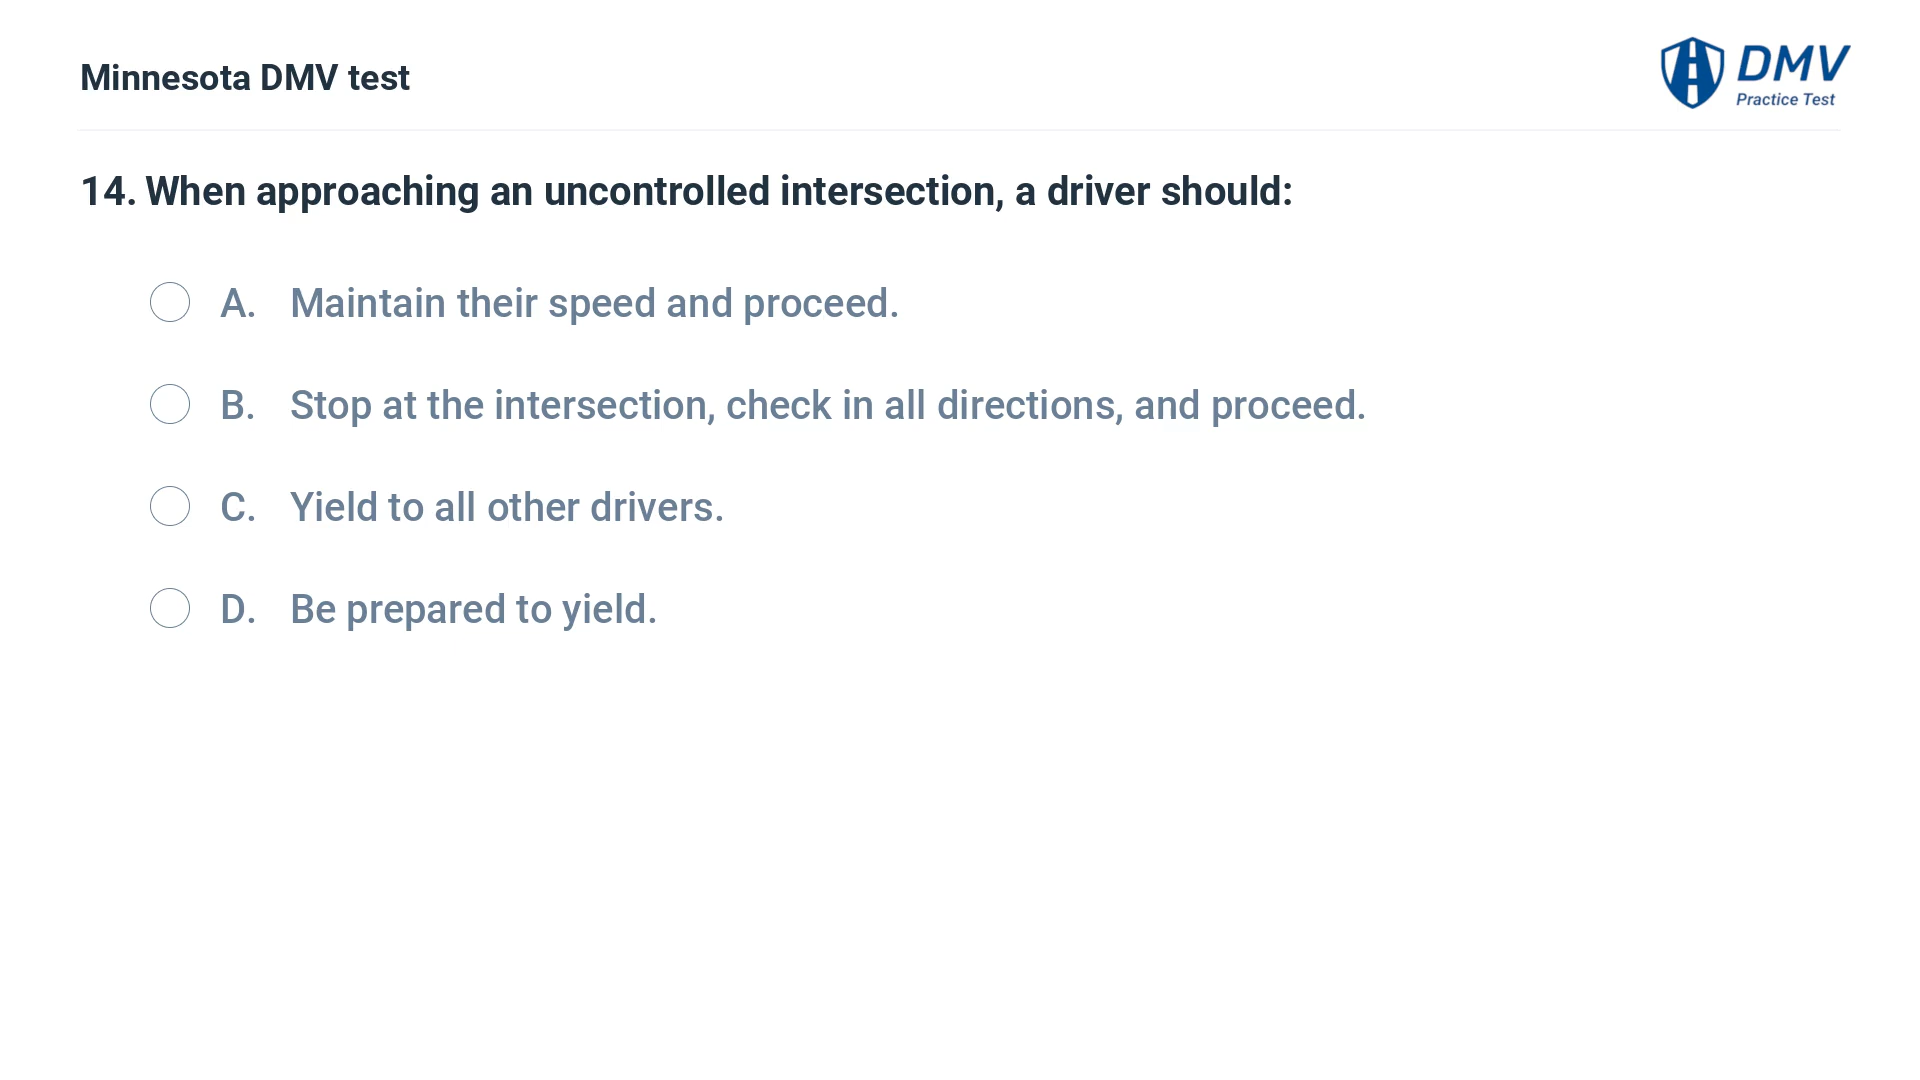 Minnesota DMV test
DMV
Practice Test
14. When approaching an uncontrolled intersection, a driver should:
A. Maintain their speed and proceed.
B. Stop at the intersection, check in all directions, and proceed.
C. Yield to all other drivers.
D. Be prepared to yield.